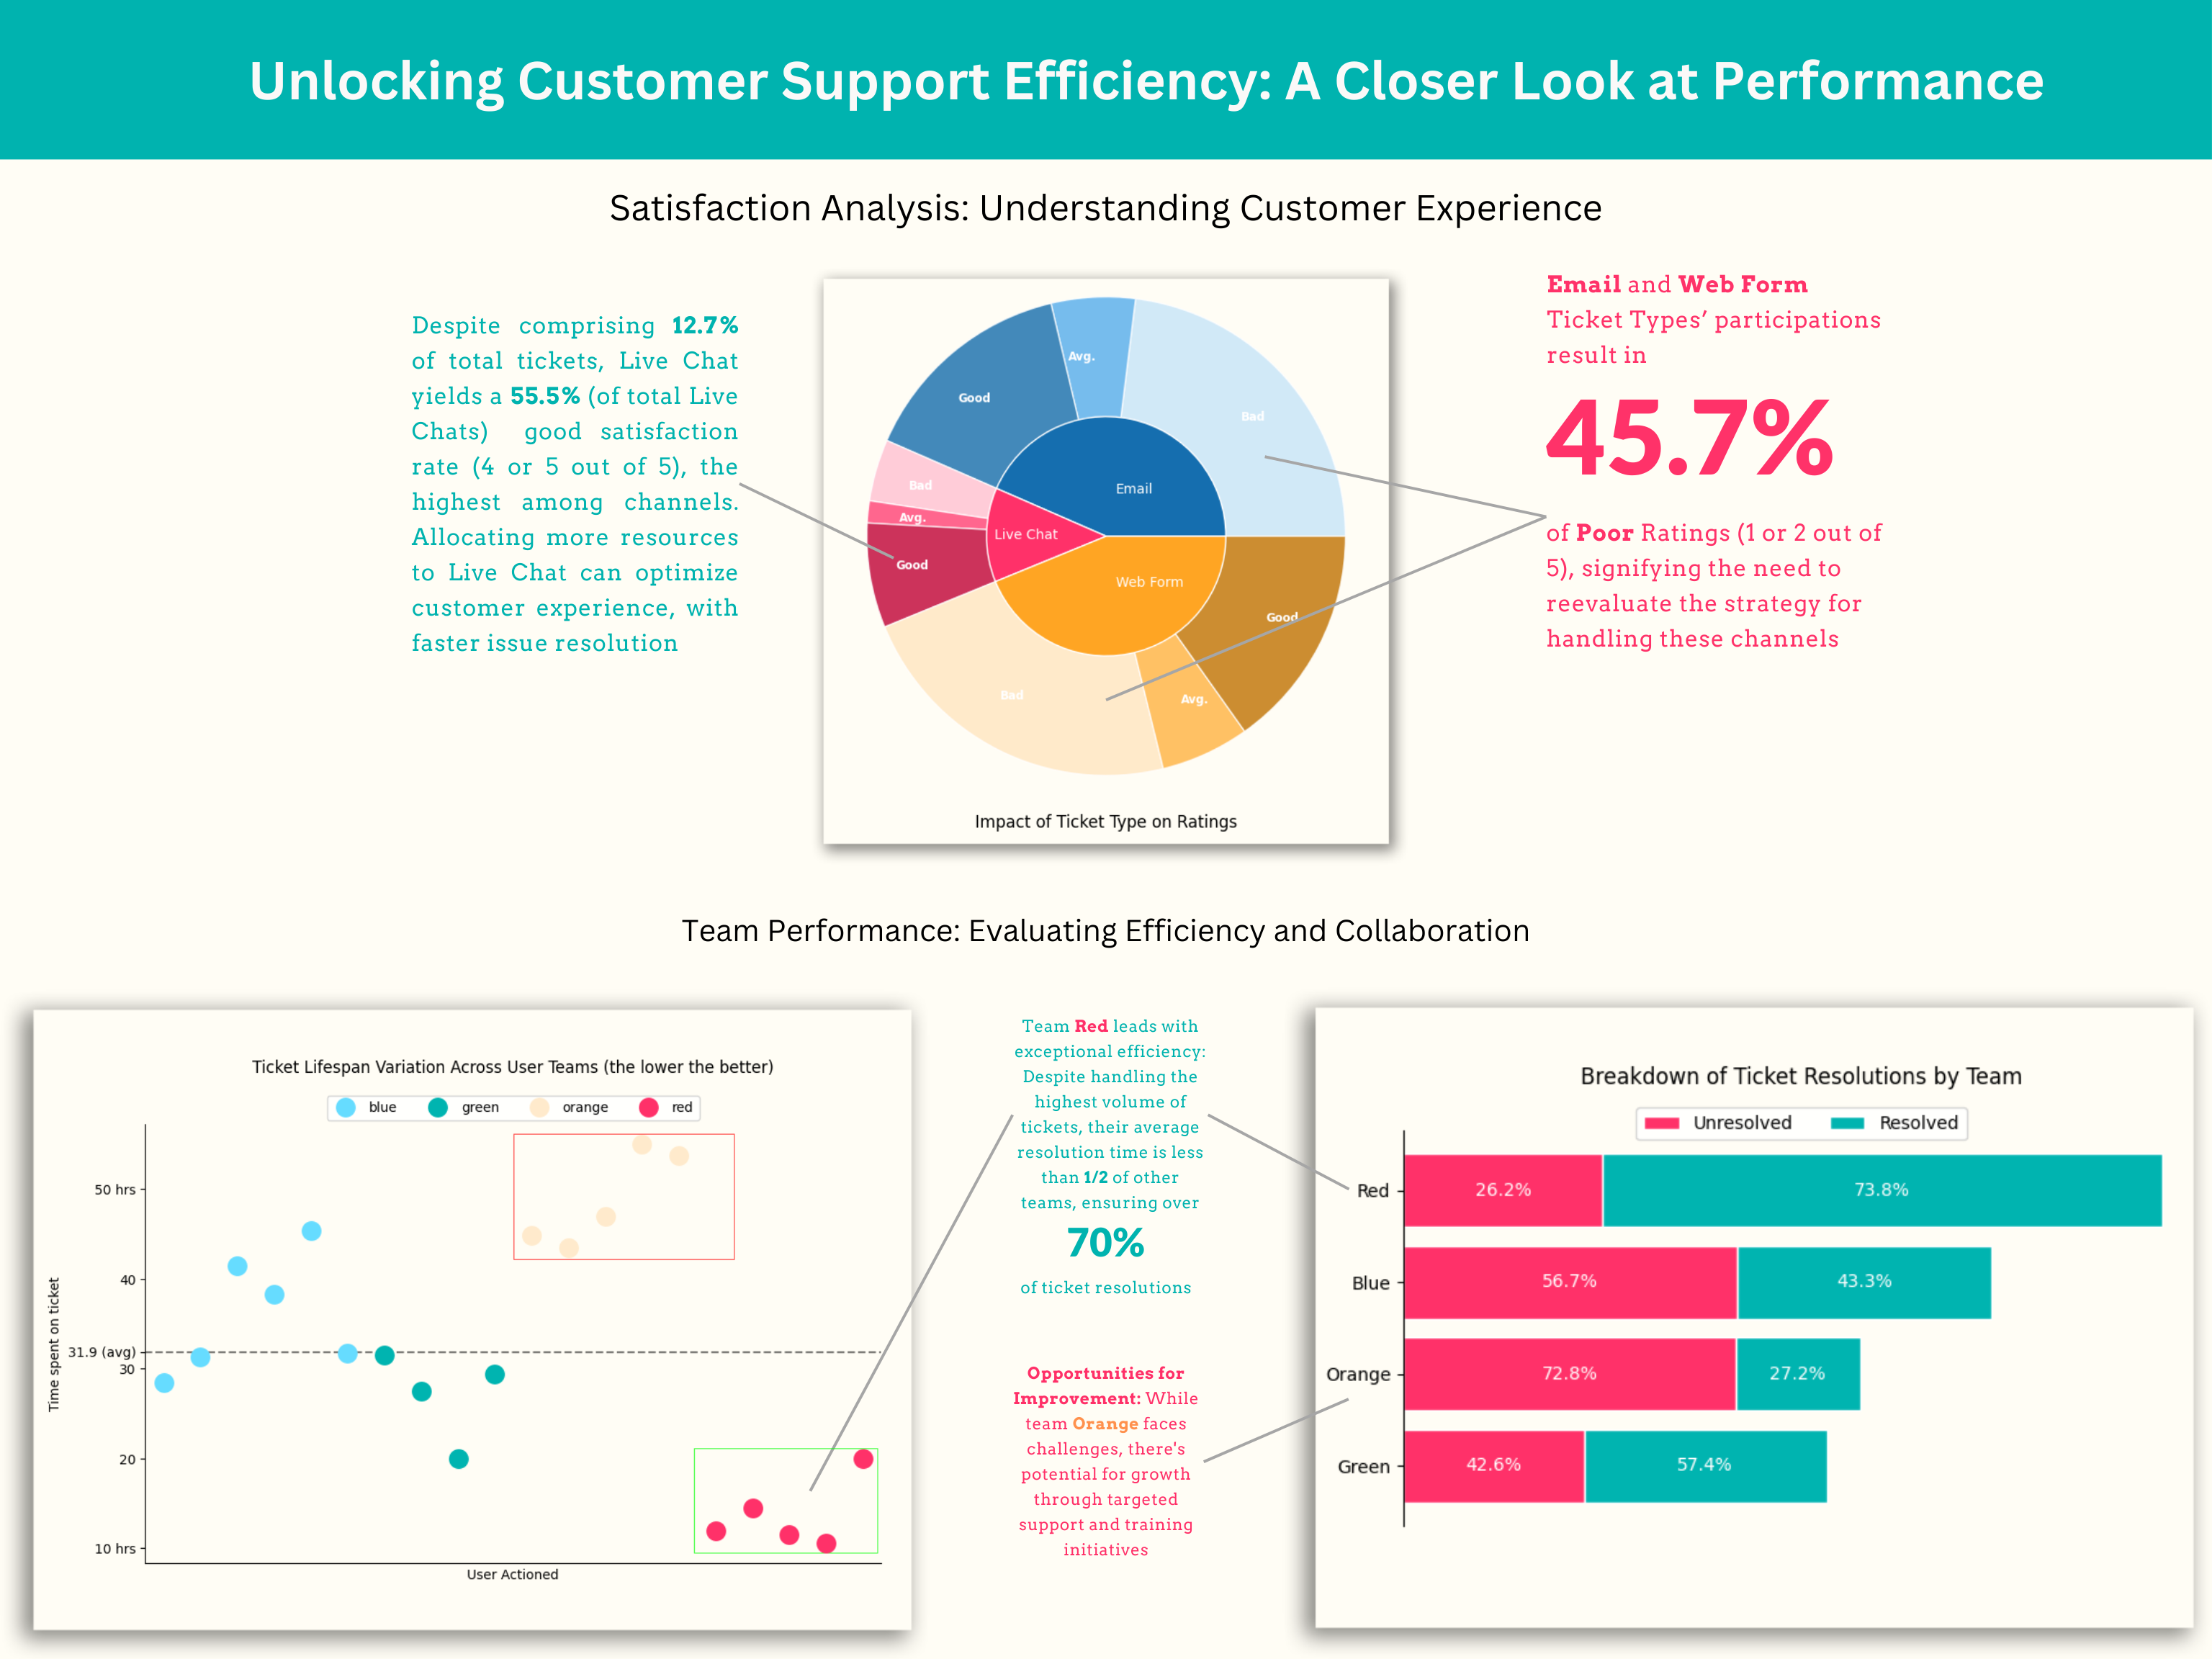 Unlocking Customer Support Efficiency: A Closer Look at Performance
Satisfaction Analysis: Understanding Customer Experience
Despite comprising 12.7%
of total tickets, Live Chat
yields a 55.5% (of total Live
Chats) good satisfaction
rate (4 or 5 out of 5), the
highest among channels.
Allocating more resources
to Live Chat can optimize
customer experience, with
faster issue resolution
Avg.
Good
Bad
Bad
Email
Avg.
Live Chat
Good
Web Form
Good
Bad
Avg.
Impact of Ticket Type on Ratings
Email and Web Form
Ticket Types’ participations
result in
45.7%
of Poor Ratings (1 or 2 out of
5), signifying the need to
reevaluate the strategy for
handling these channels
Team Performance: Evaluating Efficiency and Collaboration
Ticket Lifespan Variation Across User Teams (the lower the better)
blue green orange red
50 hrs
40
31.9 (avg)
30
20
10 hrs
Time spent on ticket
User Actioned
Team Red leads with
exceptional efficiency:
Despite handling the
highest volume of
tickets, their average
resolution time is less
than 1/2 of other
teams, ensuring over
70%
of ticket resolutions
Opportunities for
Improvement: While
team Orange faces
challenges, there's
potential for growth
through targeted
support and training
initiatives
Breakdown of Ticket Resolutions by Team
Unresolved Resolved
Red 26.2% 73.8%
Blue 56.7% 43.3%
Orange 72.8% 27.2%
Green 42.6% 57.4%